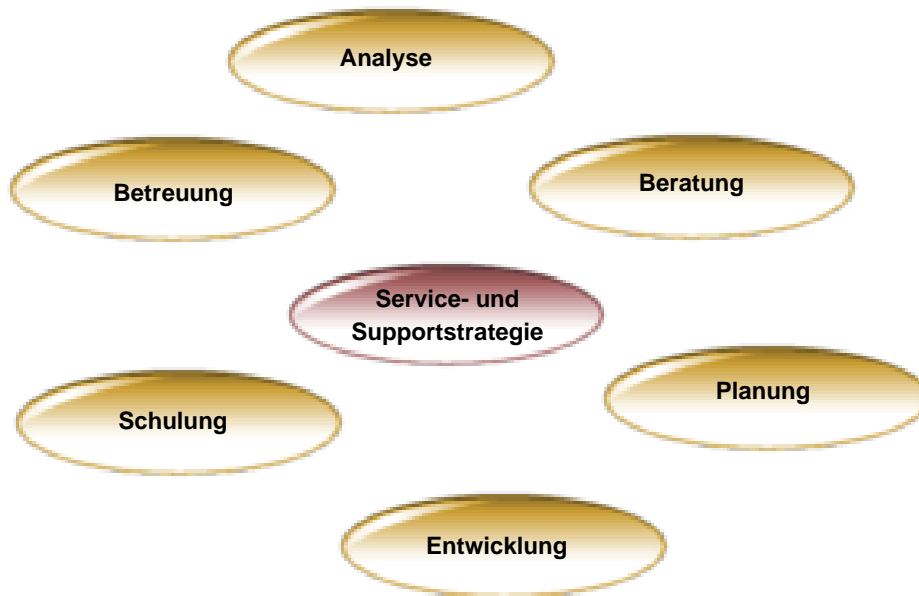 Analyse
Betreuung
Beratung
Service- und
Supportstrategie
Planung
Schulung
Entwicklung